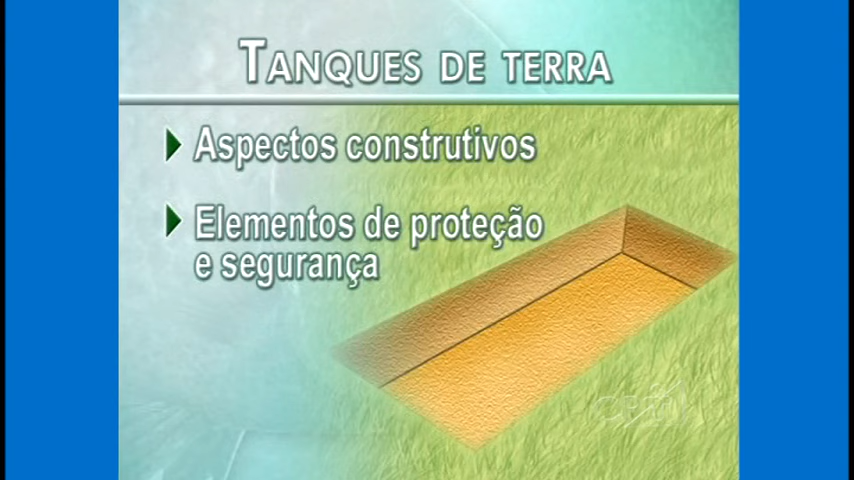 TANQUES DE TERRA
Aspectos construtivos
Elementos de proteção
e segurança